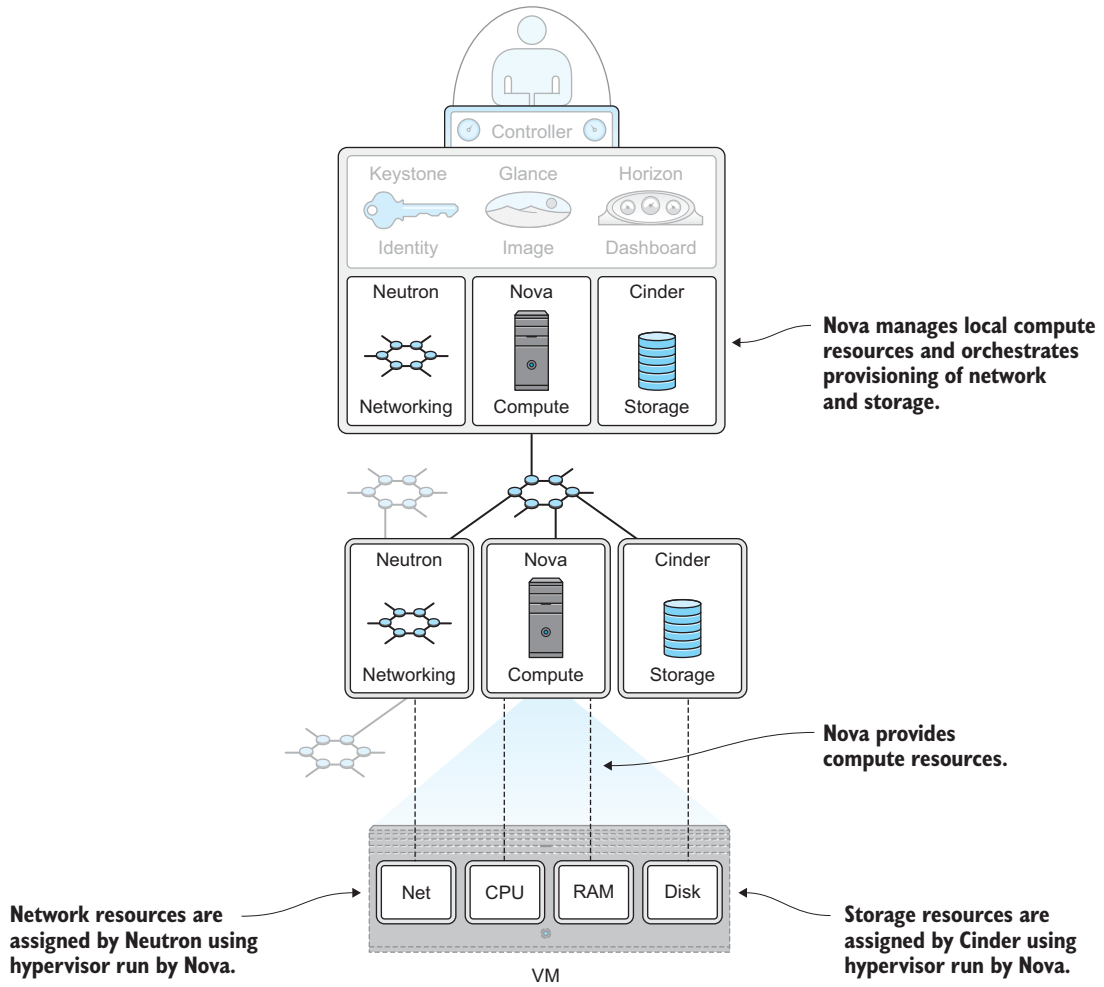 Controller
Keystone
Glance
Horizon
Identity
Image
Dashboard
Neutron
Nova
Cinder
Networking
Compute
Storage
Nova manages local compute
resources and orchestrates
provisioning of network
and storage.
Neutron
Nova
Cinder
Networking
Compute
Storage
Nova provides
compute resources.
Net
CPU
RAM
Disk
Network resources are
assigned by Neutron using
hypervisor run by Nova.
Storage resources are
assigned by Cinder using
hypervisor run by Nova.
VM